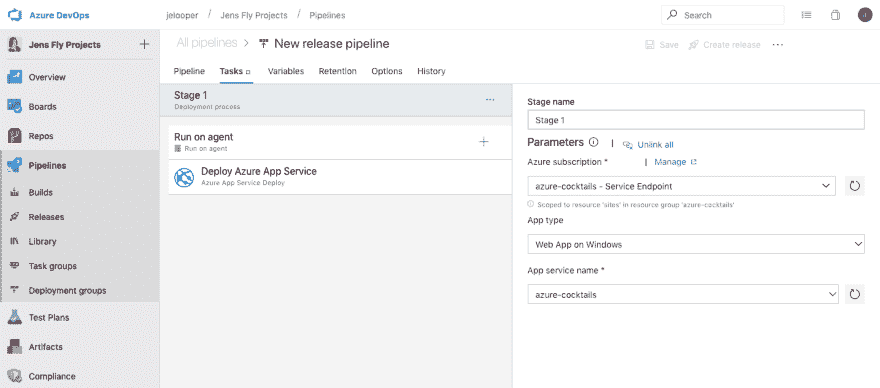 Azure DevOps
jelooper / Jens Fly Projects / Pipelines
Search
Jens Fly Projects
Overview
Boards
Repos
Pipelines
Builds
Releases
Library
Task groups
Deployment groups
Test Plans
Artifacts
Compliance
All pipelines > New release pipeline
Save
Create release
Pipeline Tasks Variables Retention Options History
Stage 1
Deployment process
Run on agent
Run on agent
Deploy Azure App Service
Azure App Service Deploy
Stage name
Stage 1
Parameters | Unlink all
Azure subscription * | Manage
azure-cocktails - Service Endpoint
Scoped to resource 'sites' in resource group 'azure-cocktails'
App type
Web App on Windows
App service name *
azure-cocktails